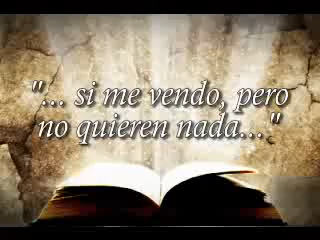 "... si me vendo, pero
no quieren nada..."